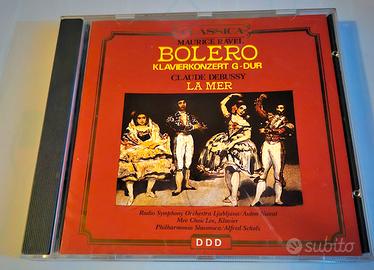 CLASSICA
MAURICE RAVEL
BOLERO
KLAVIERKONZERT G-DUR
CLAUDE DEBUSSY
LA MER
Radio Symphony Orchestra Ljubljana/Anton Nanut
Mee Chou Lee, Klavier
Philharmonia Slavonica/Alfred Scholz
DDD
subito